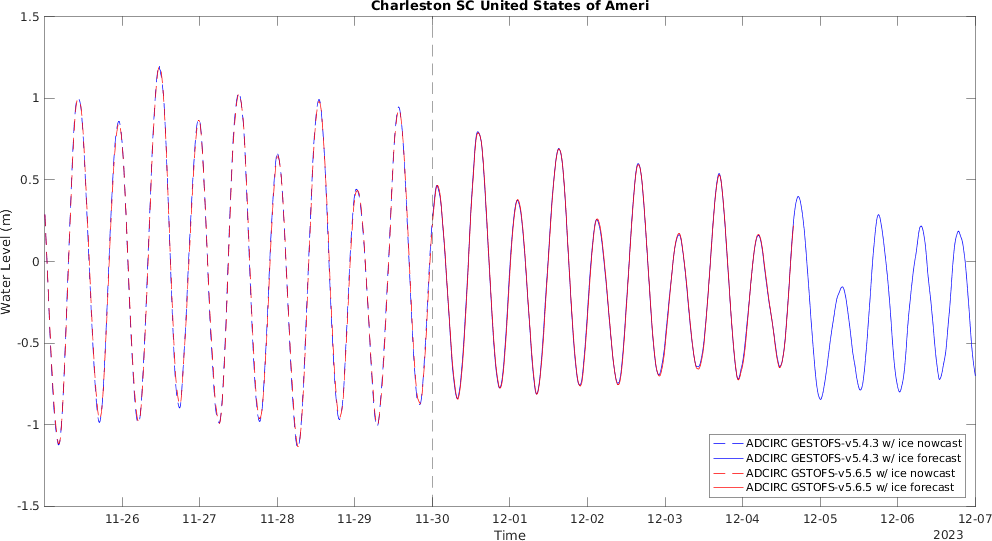 Charleston SC United States of Ameri
1.5
1
0.5
0
-0.5
-1
-1.5
Water Level (m)
11-26 11-27 11-28 11-29 11-30 12-01 12-02 12-03 12-04 12-05 12-06 12-07
Time
2023
ADCIRC GESTOFS-v5.4.3 w/ ice nowcast
ADCIRC GESTOFS-v5.4.3 w/ ice forecast
ADCIRC GSTOFS-v5.6.5 w/ ice nowcast
ADCIRC GSTOFS-v5.6.5 w/ ice forecast